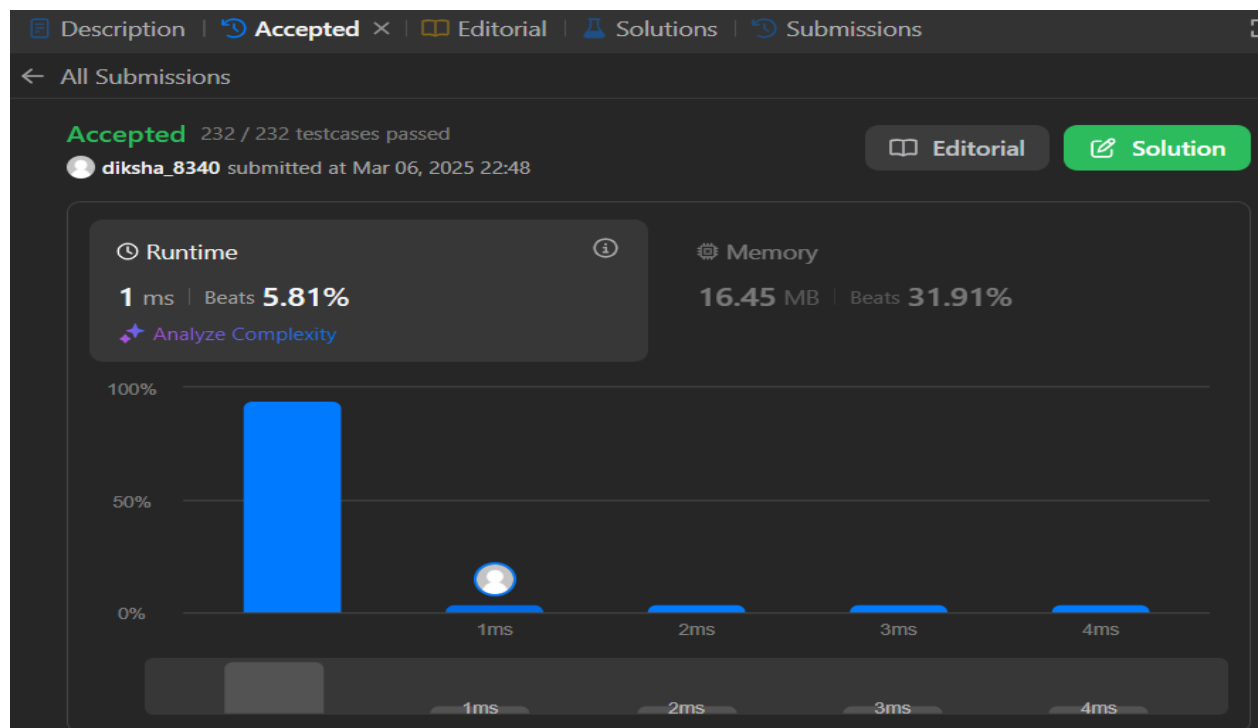 Description | Accepted × | Editorial | Solutions | Submissions
← All Submissions
Accepted 232 / 232 testcases passed
diksha_8340 submitted at Mar 06, 2025 22:48
Editorial
Solution
Runtime
1 ms | Beats 5.81%
Analyze Complexity
Memory
16.45 MB | Beats 31.91%
100%
50%
0%
1ms 2ms 3ms 4ms
1ms 2ms 3ms 4ms